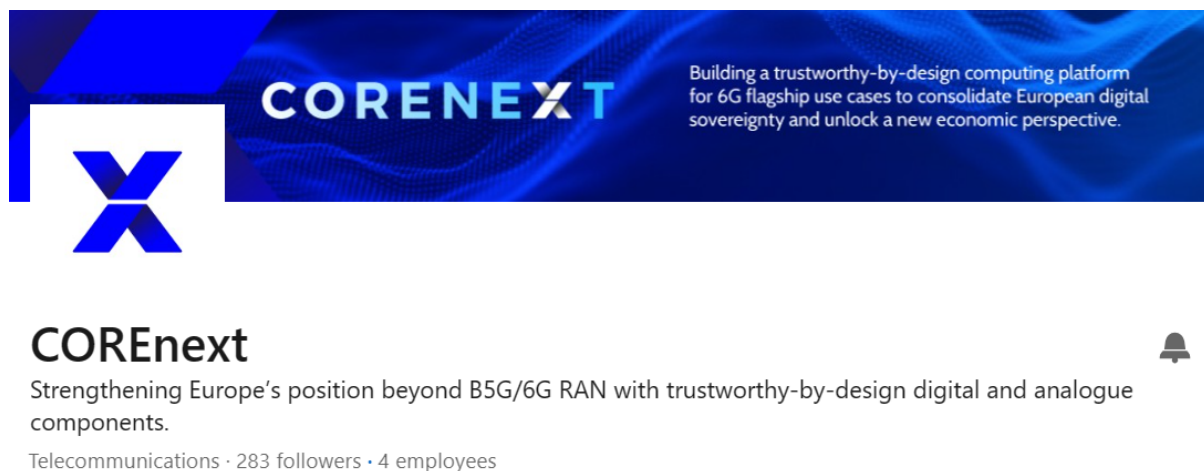 CORENEXT
Building a trustworthy-by-design computing platform
for 6G flagship use cases to consolidate European digital
sovereignty and unlock a new economic perspective.
COREnext
Strengthening Europe’s position beyond B5G/6G RAN with trustworthy-by-design digital and analogue
components.
Telecommunications · 283 followers · 4 employees